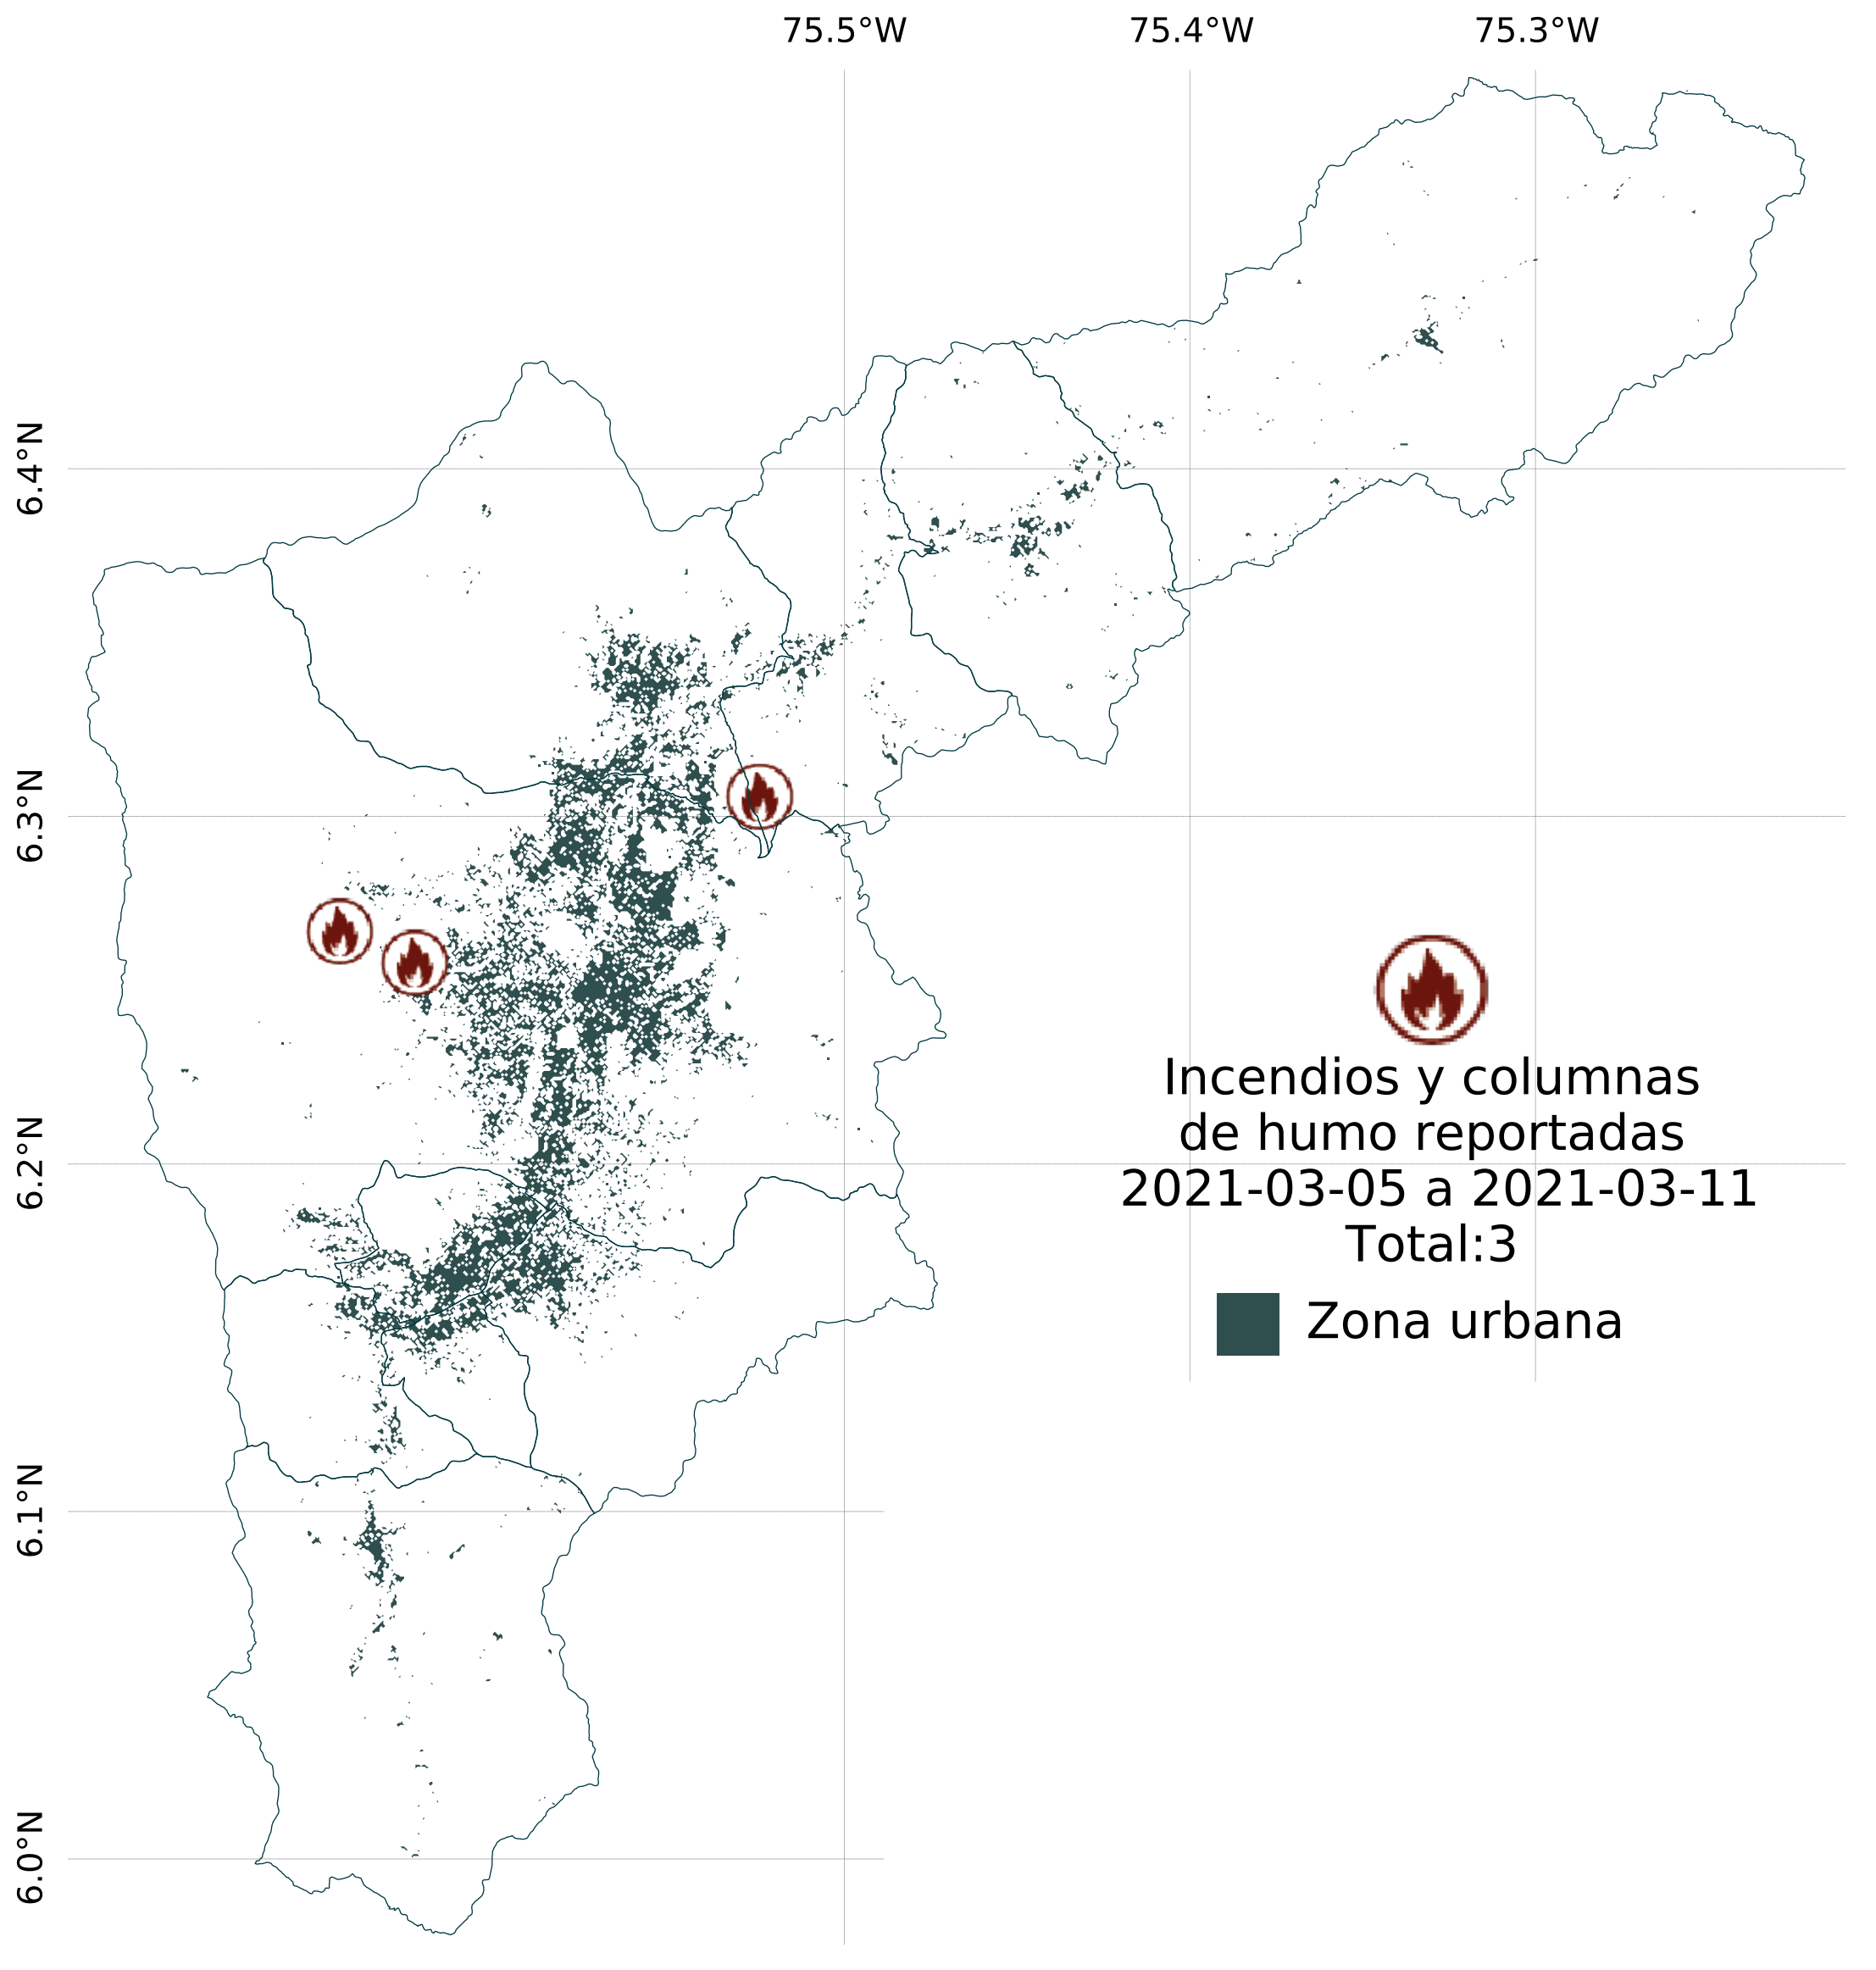 75.5°W 75.4°W 75.3°W
6.4°N
6.3°N
6.2°N
6.1°N
6.0°N
Incendios y columnas
de humo reportadas
2021-03-05 a 2021-03-11
Total:3
Zona urbana